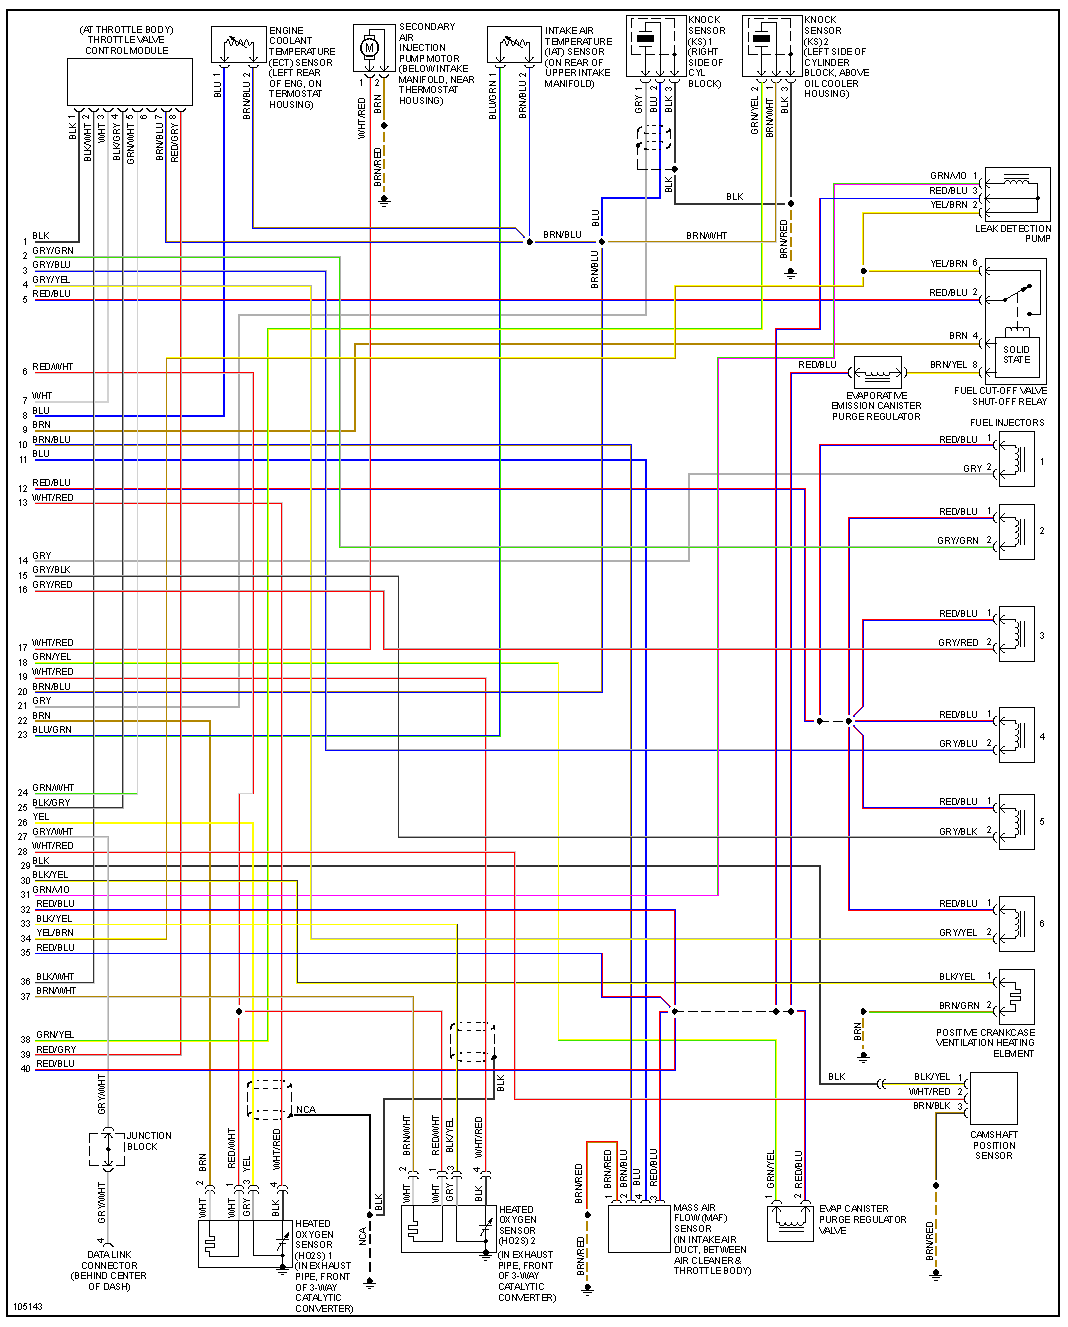 (AT THROTTLE BODY)
THROTTLE VALVE
CONTROL MODULE
BLK 1
BLK/WHT 2
WHT 3
BLK/GRY 4
GRN/WHT 5
6
BRN/BLU 7
RED/GRY 8
ENGINE
COOLANT
TEMPERATURE
(ECT) SENSOR
(LEFT REAR
OF ENG, ON
TERMOSTAT
HOUSING)
BLU 1
BRN/BLU 2
SECONDARY
AIR
INJECTION
PUMP MOTOR
(BELOW INTAKE
MANIFOLD, NEAR
THERMOSTAT
HOUSING)
M
WHT/RED 1
BRN 2
BRN/RED
INTAKE AIR
TEMPERATURE
(IAT) SENSOR
(ON REAR OF
UPPER INTAKE
MANIFOLD)
BLU/GRN 1
BRN/BLU 2
KNOCK
SENSOR
(KS) 1
(RIGHT
SIDE OF
CYL
BLOCK)
GRY 1
BLU 2
BLK 3
BLK
KNOCK
SENSOR
(KS) 2
(LEFT SIDE OF
CYLINDER
BLOCK, ABOVE
OIL COOLER
HOUSING)
GRN/YEL 2
BRN/WHT 1
BLK 3
BLK
BRN/RED
BLU
BRN/BLU
BRN/BLU
BRN/WHT
GRN/VIO 1
RED/BLU 3
YEL/BRN 2
LEAK DETECTION
PUMP
YEL/BRN 6
RED/BLU 2
BRN 4
BRN/YEL 8
SOLID
STATE
FUEL CUT-OFF VALVE
SHUT-OFF RELAY
RED/BLU
EVAPORATIVE
EMISSION CANISTER
PURGE REGULATOR
FUEL INJECTORS
RED/BLU 1
GRY 2
1
RED/BLU 1
GRY/GRN 2
2
RED/BLU 1
GRY/RED 2
3
RED/BLU 1
GRY/BLU 2
4
RED/BLU 1
GRY/BLK 2
5
RED/BLU 1
GRY/YEL 2
6
BLK/YEL 1
BRN/GRN 2
BRN
POSITIVE CRANKCASE
VENTILATION HEATING
ELEMENT
BLK
BLK/YEL 1
WHT/RED 2
BRN/BLK 3
CAMSHAFT
POSITION
SENSOR
BRN/RED
1 BLK
2 GRY/GRN
3 GRY/BLU
4 GRY/YEL
5 RED/BLU
6 RED/WHT
7 WHT
8 BLU
9 BRN
10 BRN/BLU
11 BLU
12 RED/BLU
13 WHT/RED
14 GRY
15 GRY/BLK
16 GRY/RED
17 WHT/RED
18 GRN/YEL
19 WHT/RED
20 BRN/BLU
21 GRY
22 BRN
23 BLU/GRN
24 GRN/WHT
25 BLK/GRY
26 YEL
27 GRY/WHT
28 WHT/RED
29 BLK
30 BLK/YEL
31 GRN/VIO
32 RED/BLU
33 BLK/YEL
34 YEL/BRN
35 RED/BLU
36 BLK/WHT
37 BRN/WHT
38 GRN/YEL
39 RED/GRY
40 RED/BLU
GRY/WHT
JUNCTION
BLOCK
GRY/WHT
4
DATA LINK
CONNECTOR
(BEHIND CENTER
OF DASH)
BRN 2
RED/WHT 1
YEL 3
WHT/RED 4
WHT
WHT
GRY
BLK
NCA
NCA
BLK
BLK
HEATED
OXYGEN
SENSOR
(HO2S) 1
(IN EXHAUST
PIPE, FRONT
OF 3-WAY
CATALYTIC
CONVERTER)
BRN/WHT 2
RED/WHT 1
BLK/YEL 3
WHT/RED 4
WHT
WHT
GRY
BLK
HEATED
OXYGEN
SENSOR
(HO2S) 2
(IN EXHAUST
PIPE, FRONT
OF 3-WAY
CATALYTIC
CONVERTER)
BRN/RED
BRN/RED
BRN/RED 1
BRN/BLU 2
BLU 4
RED/BLU 3
MASS AIR
FLOW (MAF)
SENSOR
(IN INTAKE AIR
DUCT, BETWEEN
AIR CLEANER &
THROTTLE BODY)
GRN/YEL 1
RED/BLU 2
EVAP CANISTER
PURGE REGULATOR
VALVE
105143